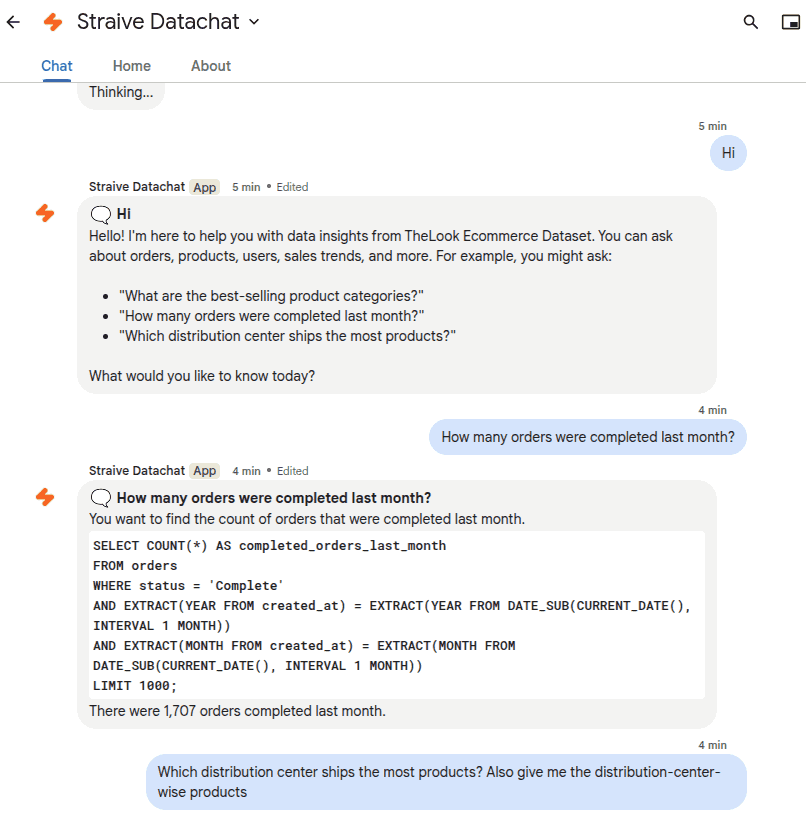 Straive Datachat
Chat Home About
Thinking...
5 min
Hi
Straive Datachat App 5 min • Edited
Hi
Hello! I'm here to help you with data insights from TheLook Ecommerce Dataset. You can ask
about orders, products, users, sales trends, and more. For example, you might ask:
• "What are the best-selling product categories?"
• "How many orders were completed last month?"
• "Which distribution center ships the most products?"
What would you like to know today?
4 min
How many orders were completed last month?
Straive Datachat App 4 min • Edited
How many orders were completed last month?
You want to find the count of orders that were completed last month.
SELECT COUNT(*) AS completed_orders_last_month
FROM orders
WHERE status = 'Complete'
AND EXTRACT(YEAR FROM created_at) = EXTRACT(YEAR FROM DATE_SUB(CURRENT_DATE(),
INTERVAL 1 MONTH))
AND EXTRACT(MONTH FROM created_at) = EXTRACT(MONTH FROM
DATE_SUB(CURRENT_DATE(), INTERVAL 1 MONTH))
LIMIT 1000;
There were 1,707 orders completed last month.
4 min
Which distribution center ships the most products? Also give me the distribution-center-
wise products